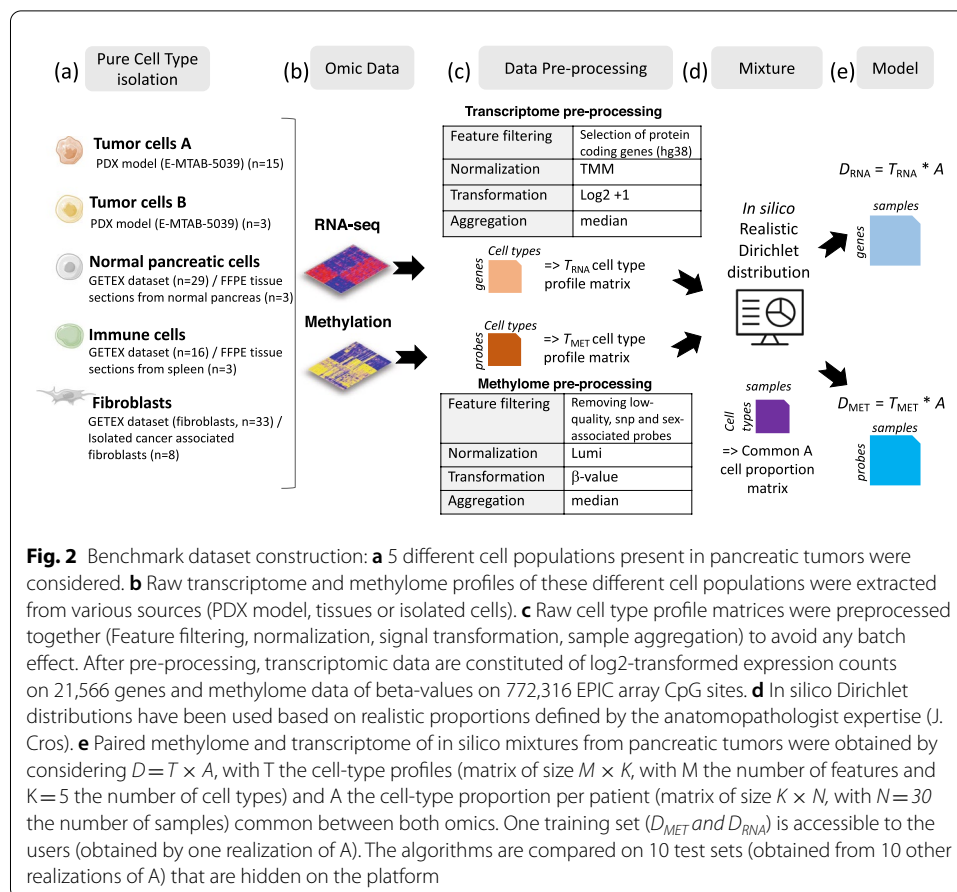 (a) Pure Cell Type
isolation
(b) Omic Data
(c) Data Pre-processing
(d) Mixture
(e) Model
Tumor cells A
PDX model (E-MTAB-5039) (n=15)
Tumor cells B
PDX model (E-MTAB-5039) (n=3)
Normal pancreatic cells
GETEX dataset (n=29) / FFPE tissue
sections from normal pancreas (n=3)
Immune cells
GETEX dataset (n=16) / FFPE tissue
sections from spleen (n=3)
Fibroblasts
GETEX dataset (fibroblasts, n=33) /
Isolated cancer associated
fibroblasts (n=8)
RNA-seq
Methylation
Transcriptome pre-processing
Feature filtering Selection of protein
coding genes (hg38)
Normalization TMM
Transformation Log2 +1
Aggregation median
Cell types
genes
=> TRNA cell type
profile matrix
Cell types
probes
=> TMET cell type
profile matrix
Methylome pre-processing
Feature filtering Removing low-
quality, snp and sex-
associated probes
Normalization Lumi
Transformation β-value
Aggregation median
In silico
Realistic
Dirichlet
distribution
samples
Cell
types
=> Common A
cell proportion
matrix
DRNA = TRNA * A
samples
genes
DMET = TMET * A
samples
probes
Fig. 2 Benchmark dataset construction: a 5 different cell populations present in pancreatic tumors were
considered. b Raw transcriptome and methylome profiles of these different cell populations were extracted
from various sources (PDX model, tissues or isolated cells). c Raw cell type profile matrices were preprocessed
together (Feature filtering, normalization, signal transformation, sample aggregation) to avoid any batch
effect. After pre-processing, transcriptomic data are constituted of log2-transformed expression counts
on 21,566 genes and methylome data of beta-values on 772,316 EPIC array CpG sites. d In silico Dirichlet
distributions have been used based on realistic proportions defined by the anatomopathologist expertise (J.
Cros). e Paired methylome and transcriptome of in silico mixtures from pancreatic tumors were obtained by
considering D = T × A, with T the cell-type profiles (matrix of size M × K, with M the number of features and
K = 5 the number of cell types) and A the cell-type proportion per patient (matrix of size K × N, with N = 30
the number of samples) common between both omics. One training set (DMET and DRNA) is accessible to the
users (obtained by one realization of A). The algorithms are compared on 10 test sets (obtained from 10 other
realizations of A) that are hidden on the platform